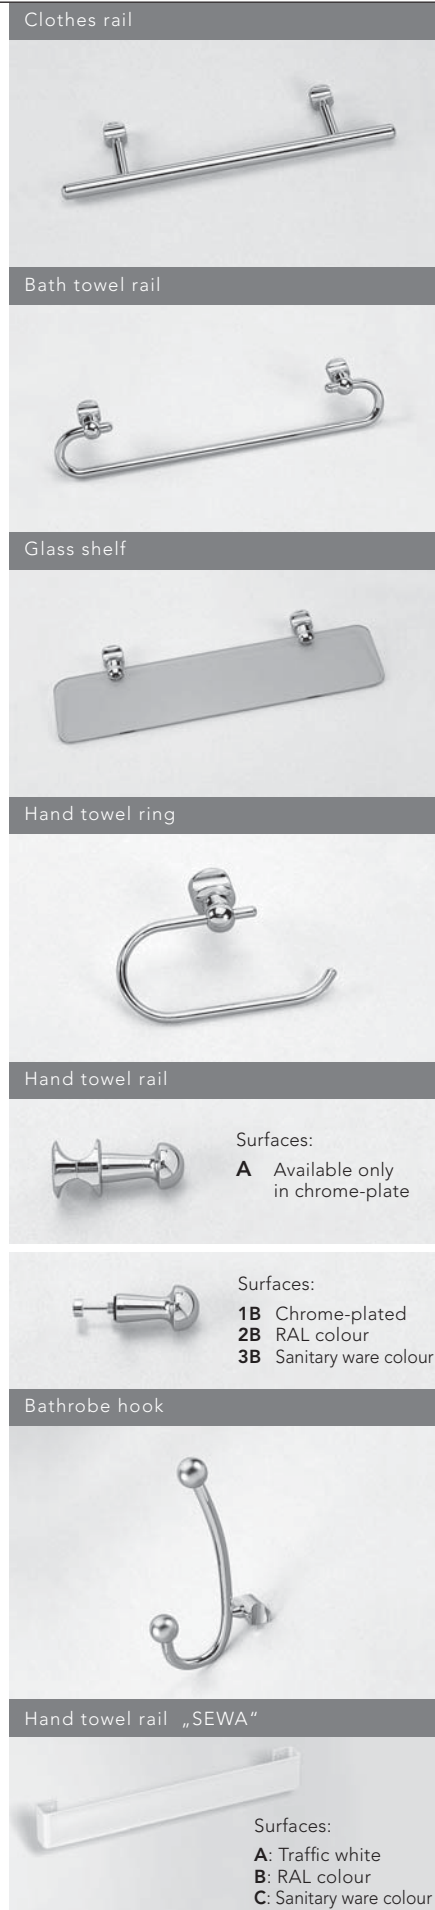 Clothes rail
Bath towel rail
Glass shelf
Hand towel ring
Hand towel rail
Surfaces:
A Available only
in chrome-plate
Surfaces:
1B Chrome-plated
2B RAL colour
3B Sanitary ware colour
Bathrobe hook
Hand towel rail „SEWA“
Surfaces:
A: Traffic white
B: RAL colour
C: Sanitary ware colour